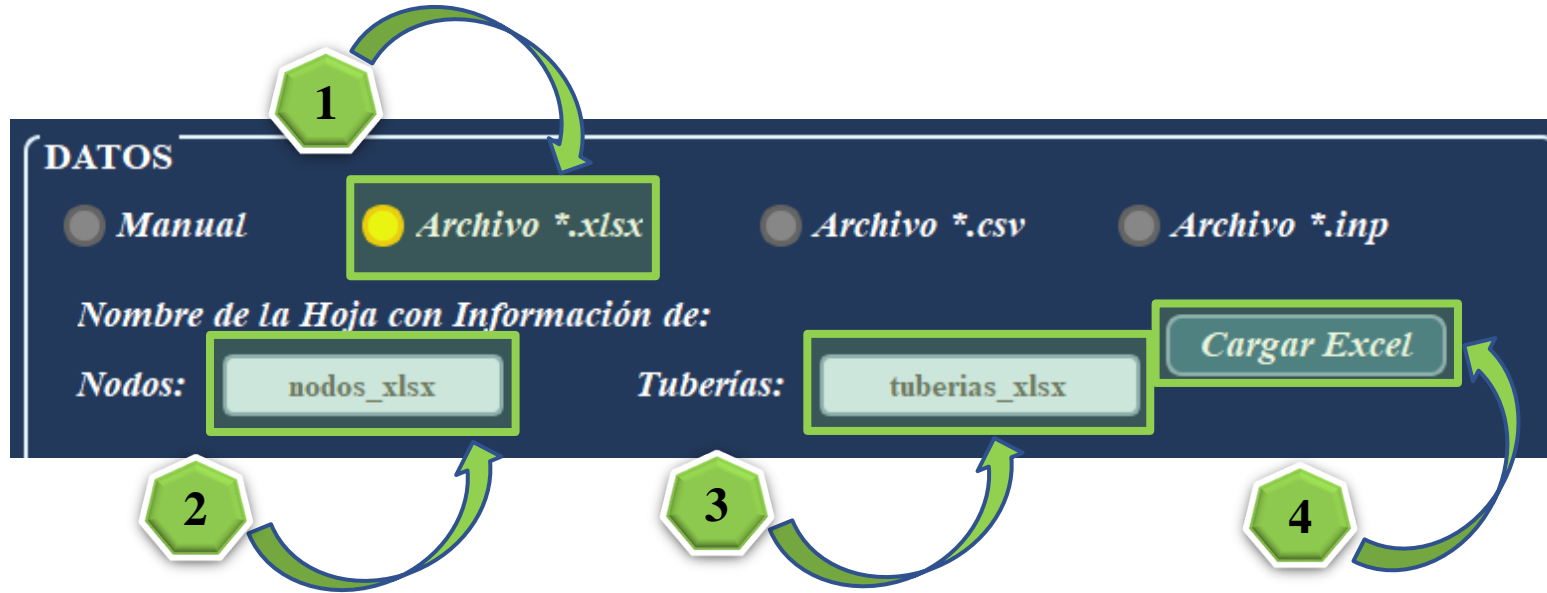 1
DATOS
Manual Archivo *.xlsx Archivo *.csv Archivo *.inp
Nombre de la Hoja con Información de:
Cargar Excel
Nodos: nodos_xlsx Tuberías: tuberias_xlsx
2 3 4